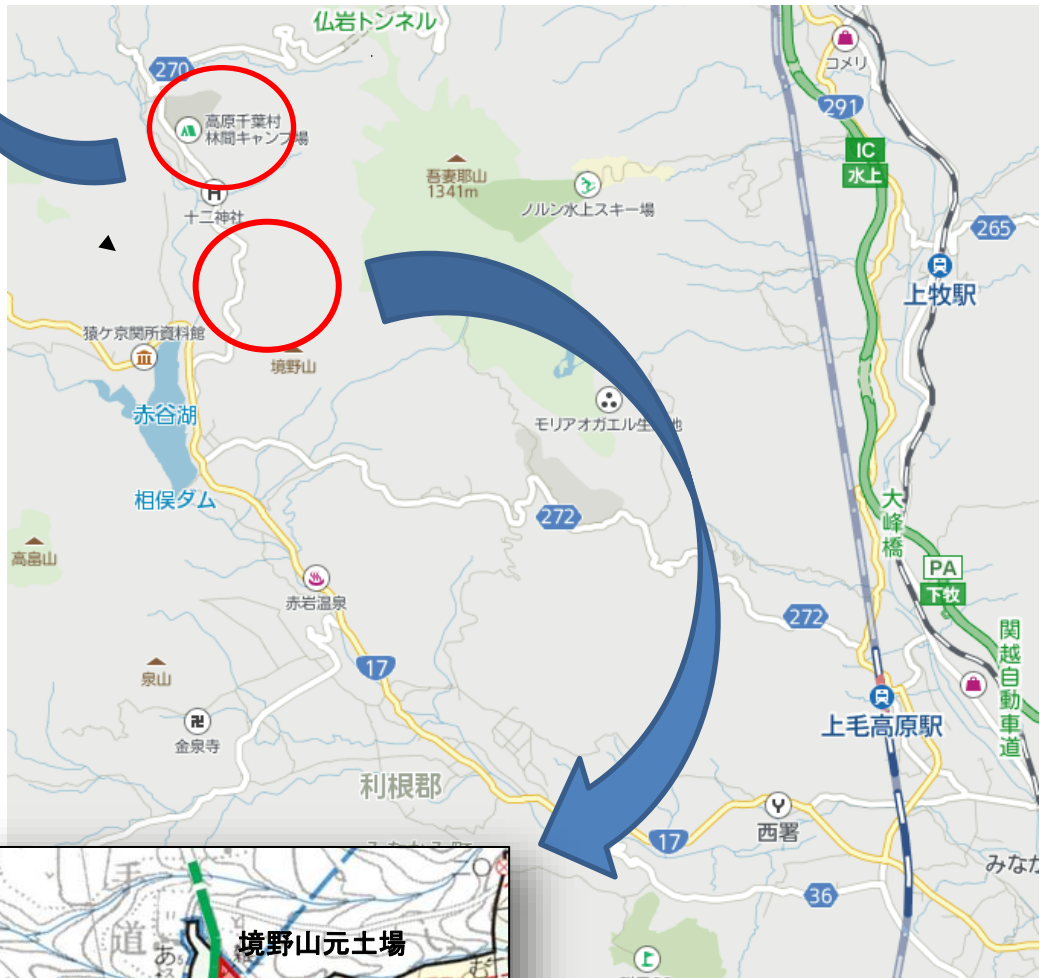 仏岩トンネル
270
高原千葉村
林間キャンプ場
十二神社
コメリ
291
IC
水上
吾妻耶山
1341m
ノルン水上スキー場
265
上牧駅
猿ケ京関所資料館
境野山
赤谷湖
モリアオガエル生
地
相俣ダム
272
大峰橋
高畠山
赤岩温泉
PA
下牧
272
関越自動車道
17
泉山
上毛高原駅
金泉寺
利根郡
西署
17
みなか
36
境野山元土場
道